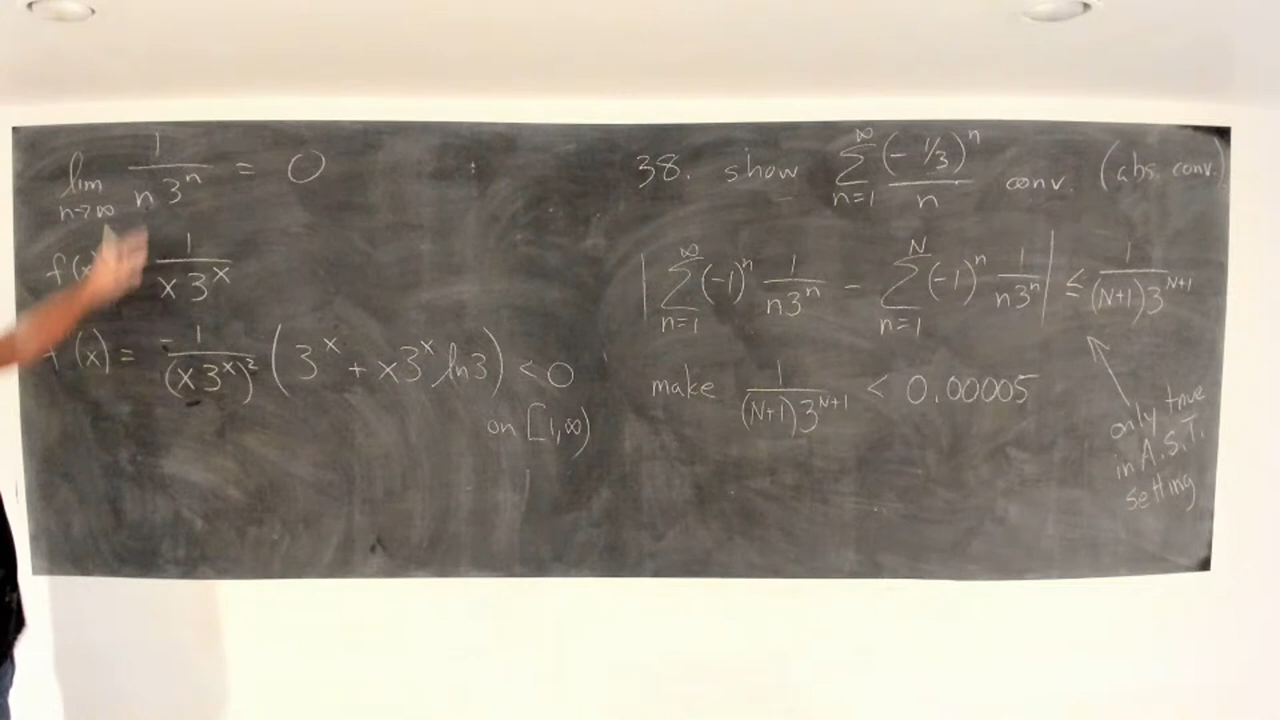 lim n→∞ 1/(n3^n) = 0
f(x) 1/(x3^x)
'(x) = -1/(x3^x)² (3^x + x3^x ln3) < 0
on [1,∞)
38. show ∑_{n=1}^{∞} (-1/3)^n / n conv. (abs. conv.)
|∑_{n=1}^{∞} (-1)^n 1/(n3^n) - ∑_{n=1}^{N} (-1)^n 1/(n3^n)| ≤ 1/((N+1)3^{N+1})
make 1/((N+1)3^{N+1}) < 0.00005
only true
in A.S.T.
setting